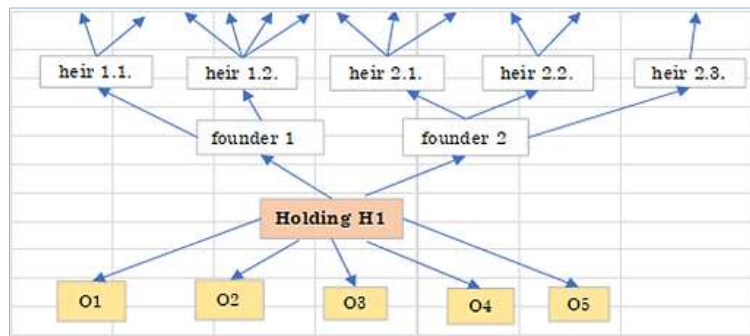 heir 1.1.
heir 1.2.
heir 2.1.
heir 2.2.
heir 2.3.
founder 1
founder 2
Holding H1
O1
O2
O3
O4
O5